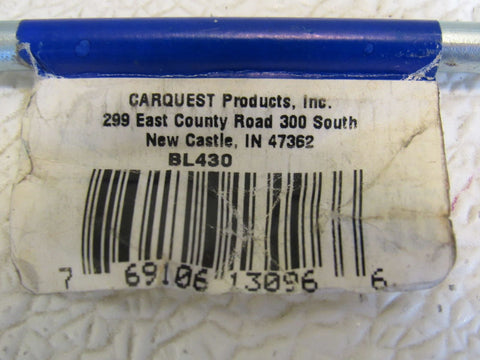 CARQUEST Products, Inc.
299 East County Road 300 South
New Castle, IN 47362
BL430
7 69106 13096 6